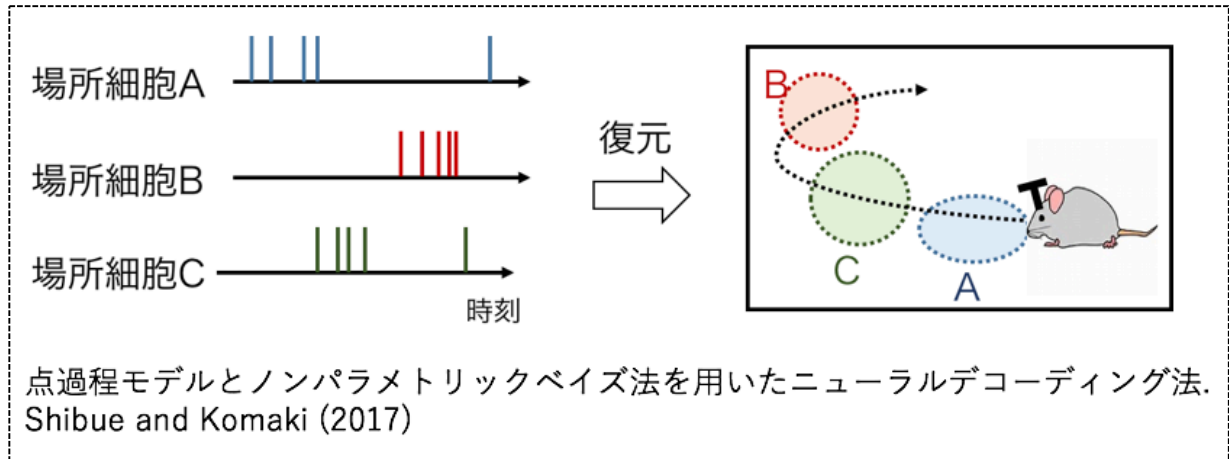 場所細胞A
場所細胞B
場所細胞C
時刻
復元
B
C
A
点過程モデルとノンパラメトリックベイズ法を用いたニューラルデコーディング法.
Shibue and Komaki (2017)